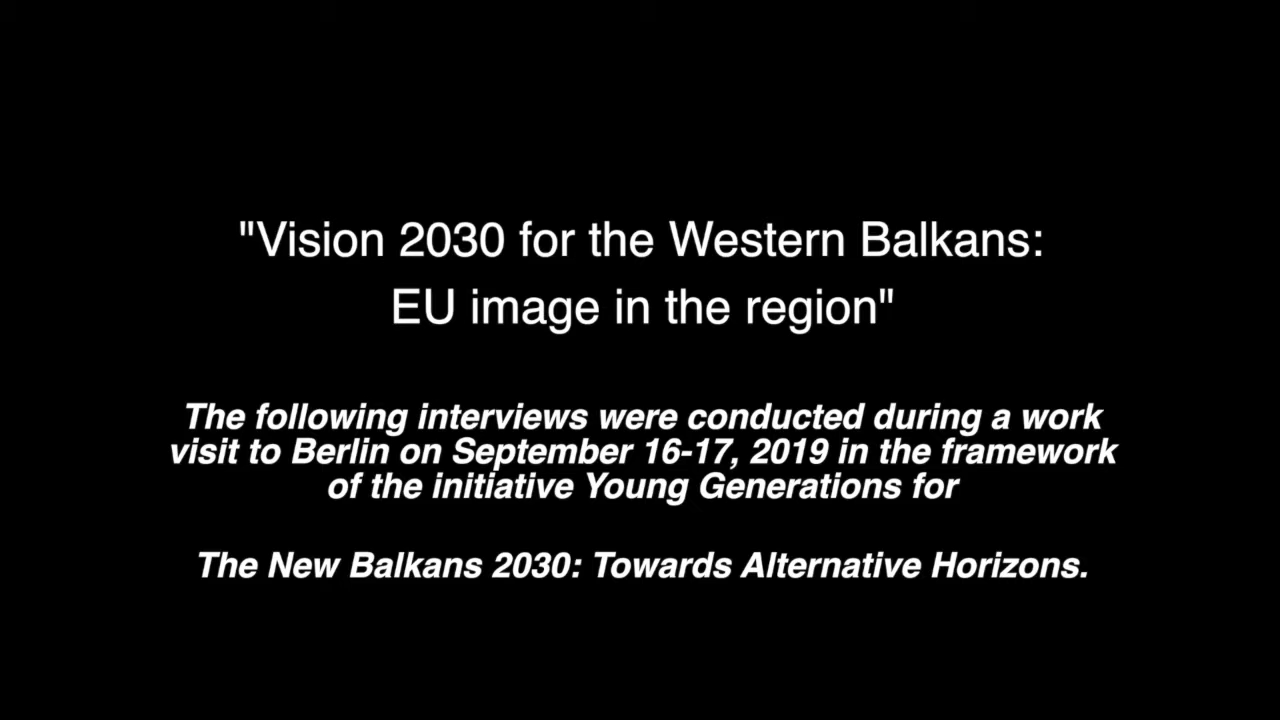 "Vision 2030 for the Western Balkans:
EU image in the region"
The following interviews were conducted during a work
visit to Berlin on September 16-17, 2019 in the framework
of the initiative Young Generations for
The New Balkans 2030: Towards Alternative Horizons.